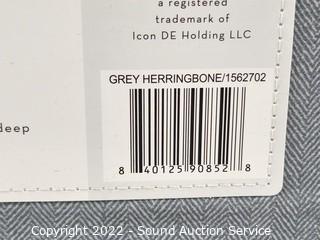 a registered
trademark of
Icon DE Holding LLC
GREY HERRINGBONE/1562702
deep
8 40125 90852 8
Copyright 2022 - Sound Auction Service